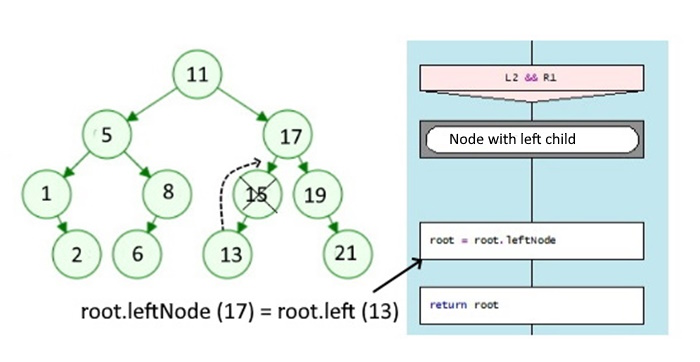 11
L2 && R1
5
17
Node with left child
1
8
15
19
2
6
13
21
root = root.leftNode
root.leftNode (17) = root.left (13)
return root